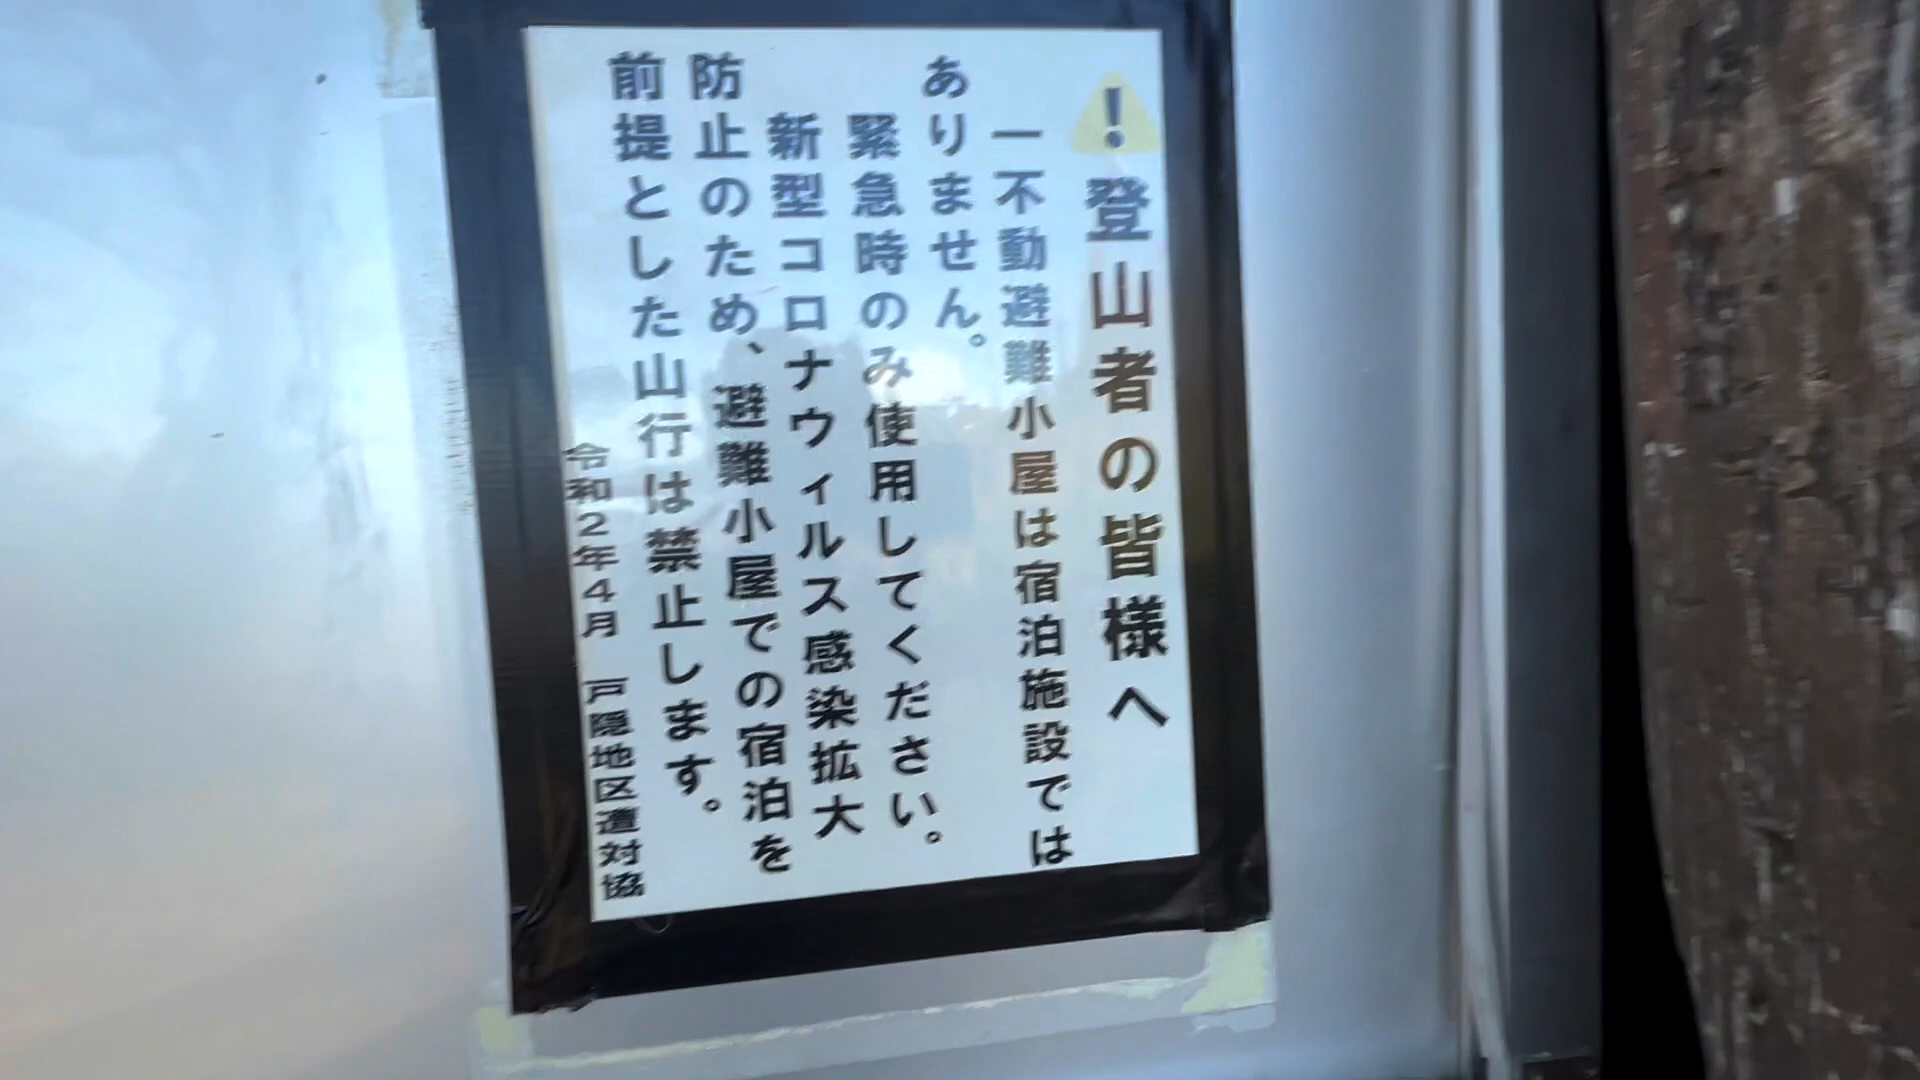 !登山者の皆様へ
一不動避難小屋は宿泊施設では
ありません。
緊急時のみ使用してください。
新型コロナウィルス感染拡大
防止のため、避難小屋での宿泊を
前提とした山行は禁止します。
令和2年4月 戸隠地区遭対協